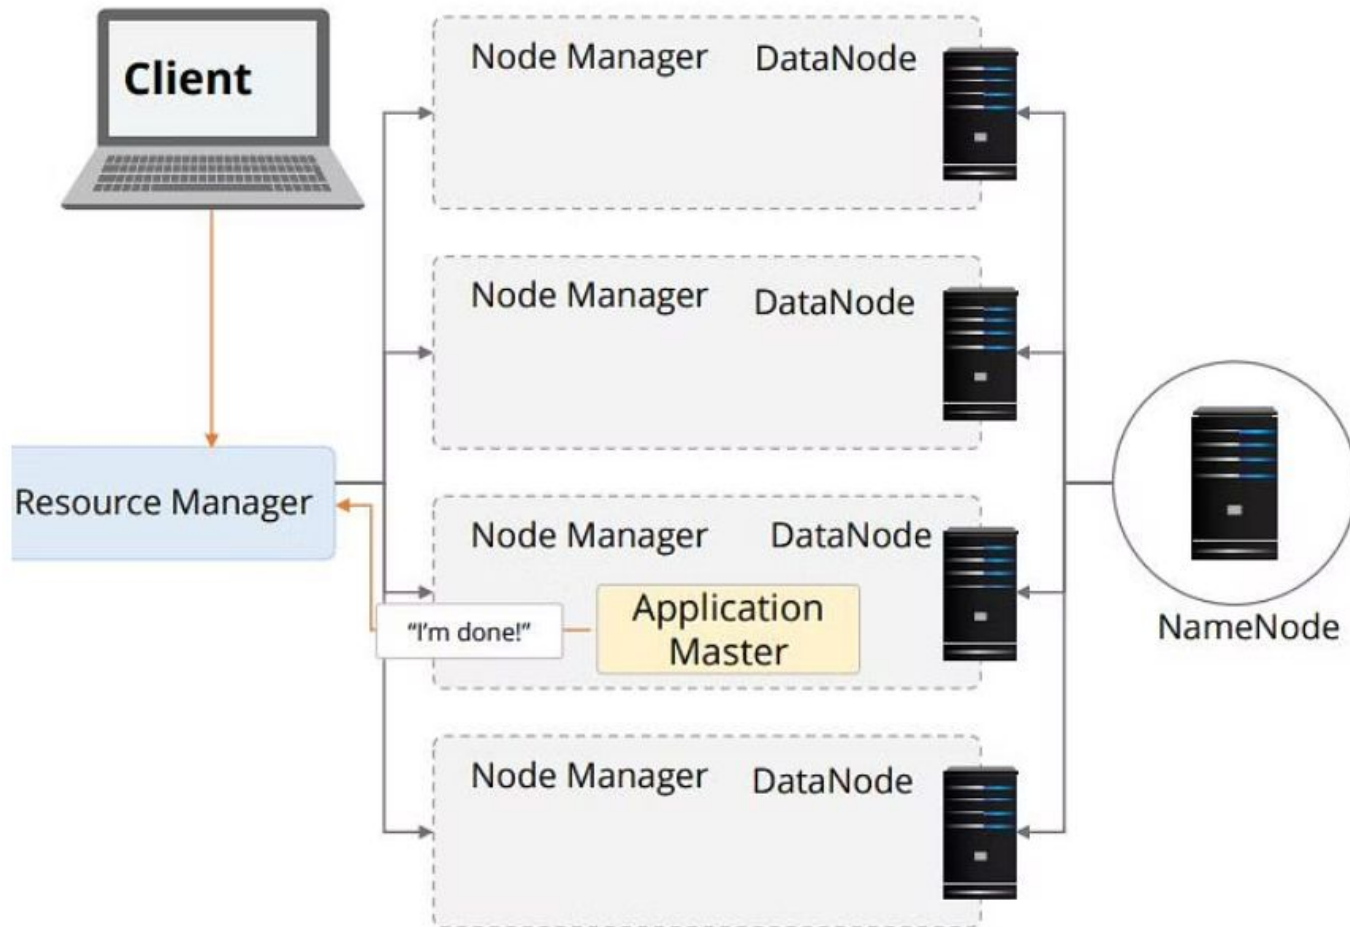 Client
Node Manager DataNode
Node Manager DataNode
Resource Manager
Node Manager DataNode
Application
Master
“I’m done!”
NameNode
Node Manager DataNode